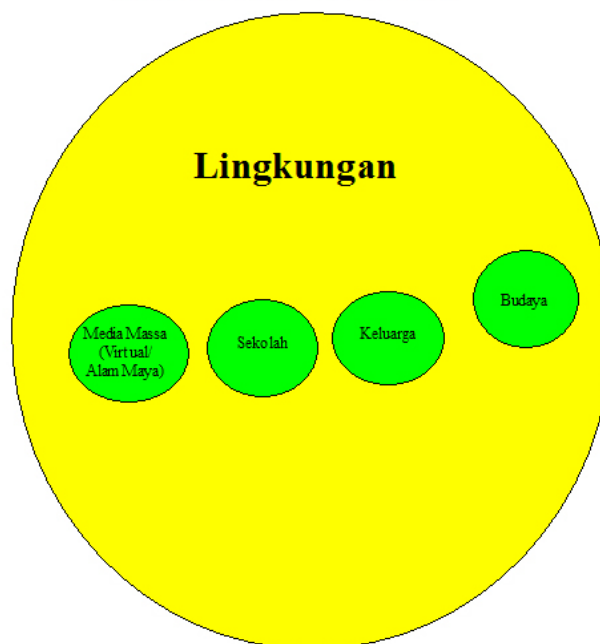 Lingkungan
Media Massa
(Virtual/
Alam Maya)
Sekolah
Keluarga
Budaya